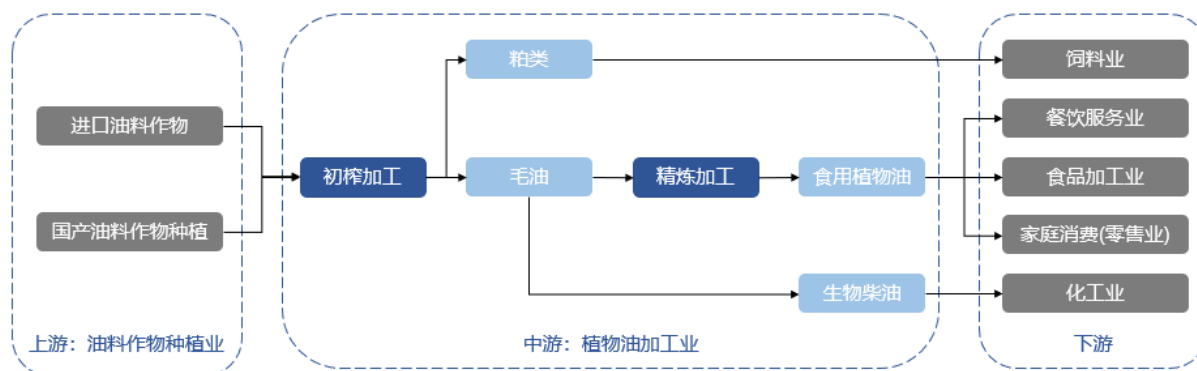 粕类
饲料业
进口油料作物
餐饮服务业
初榨加工
毛油
精炼加工
食用植物油
食品加工业
国产油料作物种植
家庭消费(零售业)
生物柴油
化工业
上游：油料作物种植业
中游：植物油加工业
下游